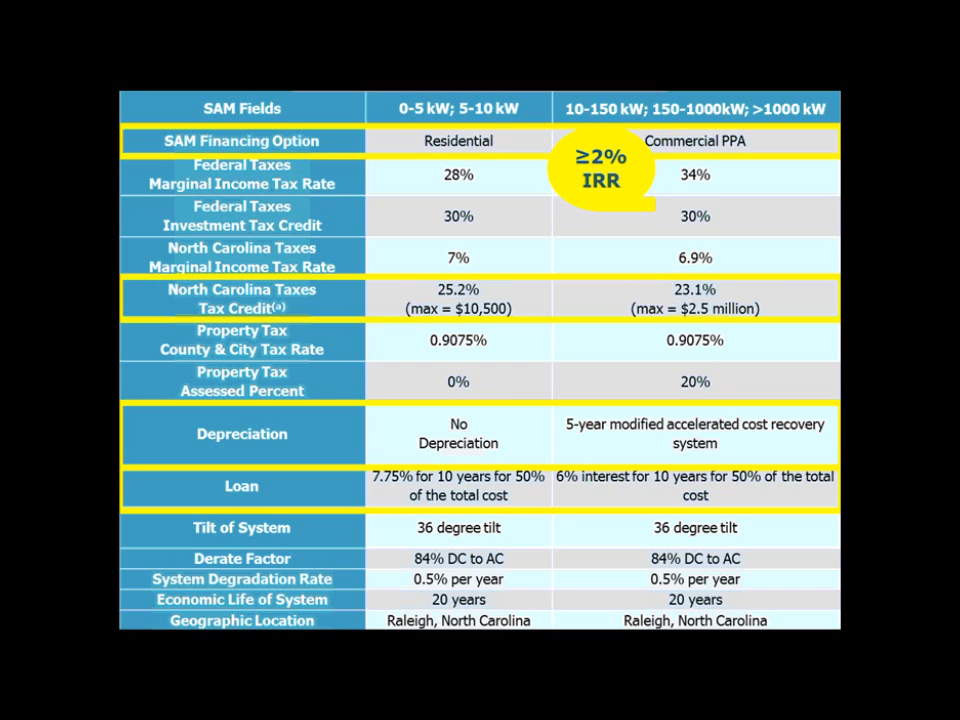 SAM Fields 0-5 kW; 5-10 kW 10-150 kW; 150-1000kW; >1000 kW
SAM Financing Option Residential Commercial PPA
≥2%
IRR
Federal Taxes
Marginal Income Tax Rate 28% 34%
Federal Taxes
Investment Tax Credit 30% 30%
North Carolina Taxes
Marginal Income Tax Rate 7% 6.9%
North Carolina Taxes 25.2% 23.1%
Tax Credit(a) (max = $10,500) (max = $2.5 million)
Property Tax
County & City Tax Rate 0.9075% 0.9075%
Property Tax
Assessed Percent 0% 20%
Depreciation
No
Depreciation
5-year modified accelerated cost recovery
system
Loan
7.75% for 10 years for 50%
of the total cost
6% interest for 10 years for 50% of the total
cost
Tilt of System 36 degree tilt 36 degree tilt
Derate Factor 84% DC to AC 84% DC to AC
System Degradation Rate 0.5% per year 0.5% per year
Economic Life of System 20 years 20 years
Geographic Location Raleigh, North Carolina Raleigh, North Carolina